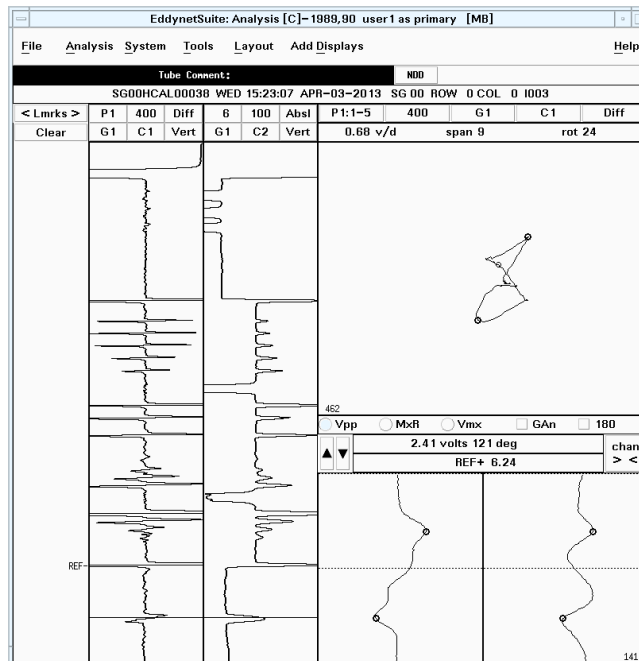 EddynetSuite: Analysis [C]-1989,90 user1 as primary [MB]
File Analysis System Tools Layout Add Displays Help
Tube Comment: NDD
SG00HCAL00038 WED 15:23:07 APR-03-2013 SG 00 ROW 0 COL 0 I003
< Lmrks > P1 400 Diff 6 100 Absl P1:1-5 400 G1 C1 Diff
Clear G1 C1 Vert G1 C2 Vert 0.68 v/d span 9 rot 24
462
Vpp MxR Vmx GAn 180
2.41 volts 121 deg chan
REF+ 6.24 > <
REF
141